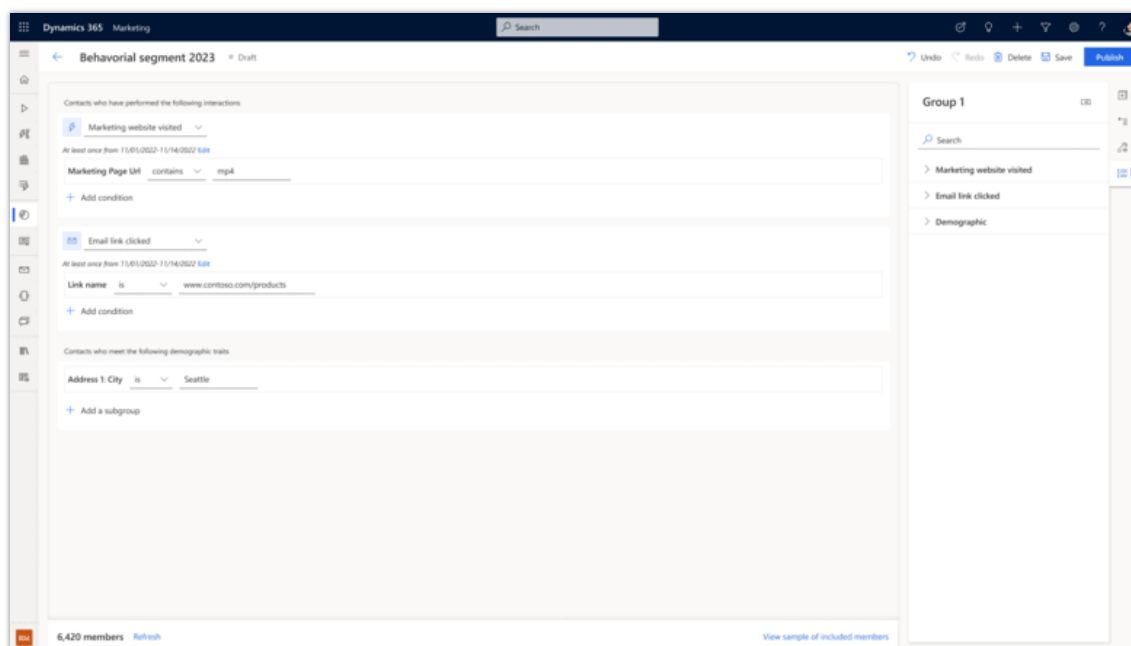 Dynamics 365 Marketing
Search
Behavorial segment 2023 Draft
Undo Redo Delete Save Publish
Contacts who have performed the following interactions
Marketing website visited
At least once from 11/01/2022-11/14/2022 Edit
Marketing Page Url contains mp4
Add condition
Email link clicked
At least once from 11/01/2022-11/14/2022 Edit
Link name is www.contoso.com/products
Add condition
Contacts who meet the following demographic traits
Address 1: City is Seattle
Add a subgroup
6,420 members Refresh
View sample of included members
Group 1
Search
Marketing website visited
Email link clicked
Demographic